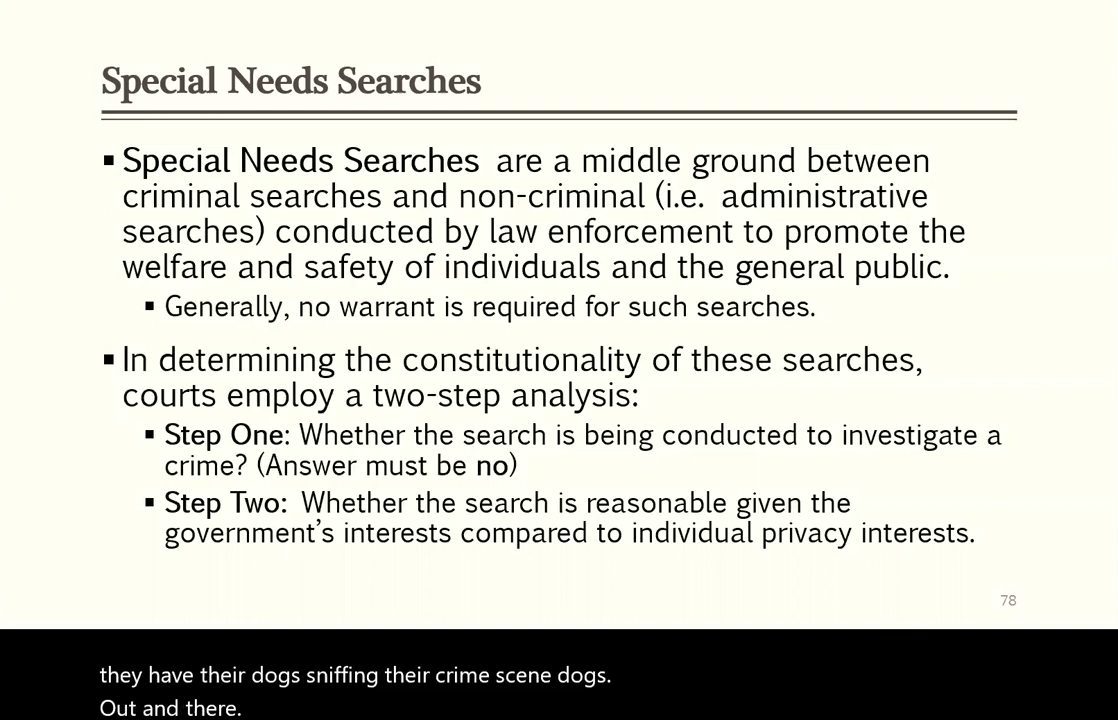 Special Needs Searches
▪ Special Needs Searches are a middle ground between
criminal searches and non-criminal (i.e. administrative
searches) conducted by law enforcement to promote the
welfare and safety of individuals and the general public.
▪ Generally, no warrant is required for such searches.
▪ In determining the constitutionality of these searches,
courts employ a two-step analysis:
▪ Step One: Whether the search is being conducted to investigate a
crime? (Answer must be no)
▪ Step Two: Whether the search is reasonable given the
government’s interests compared to individual privacy interests.
78
they have their dogs sniffing their crime scene dogs.
Out and there.